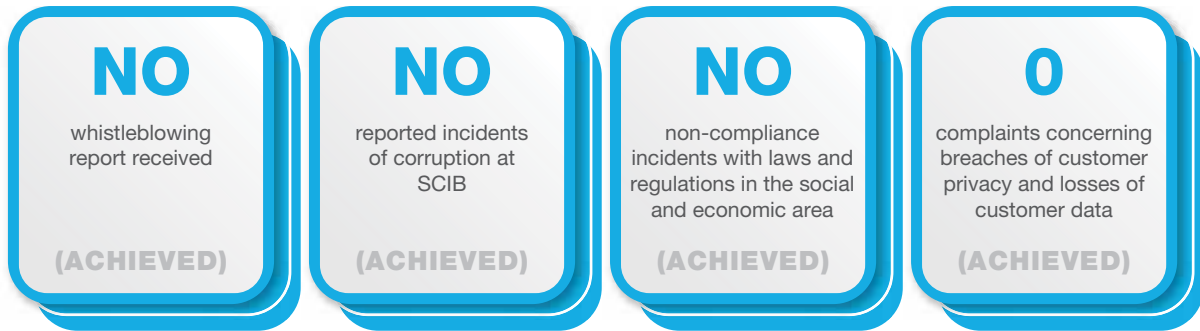 NO
whistleblowing
report received
(ACHIEVED)
NO
reported incidents
of corruption at
SCIB
(ACHIEVED)
NO
non-compliance
incidents with laws and
regulations in the social
and economic area
(ACHIEVED)
0
complaints concerning
breaches of customer
privacy and losses of
customer data
(ACHIEVED)